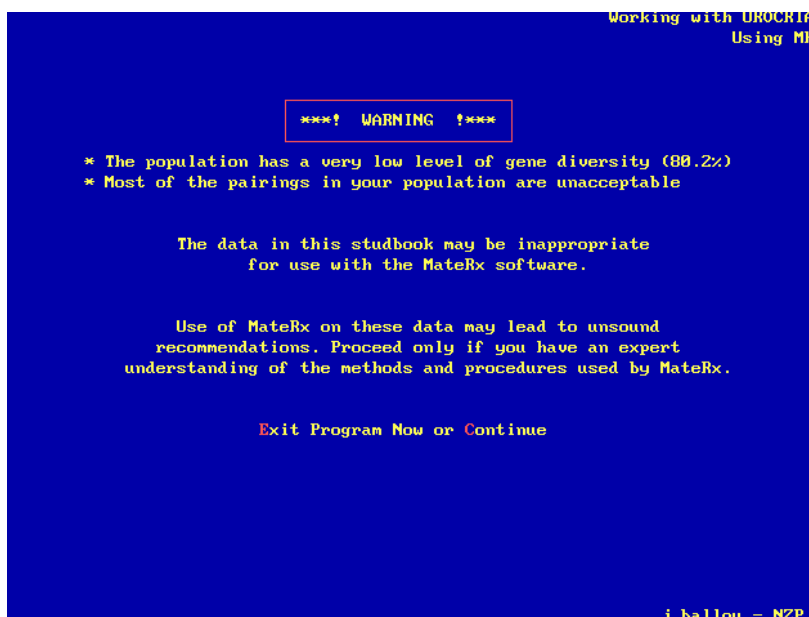 Working with UROCRIA
Using M
***! WARNING !***
* The population has a very low level of gene diversity (80.2%)
* Most of the pairings in your population are unacceptable
The data in this studbook may be inappropriate
for use with the MateRx software.
Use of MateRx on these data may lead to unsound
recommendations. Proceed only if you have an expert
understanding of the methods and procedures used by MateRx.
Exit Program Now or Continue
j ballou - NZP